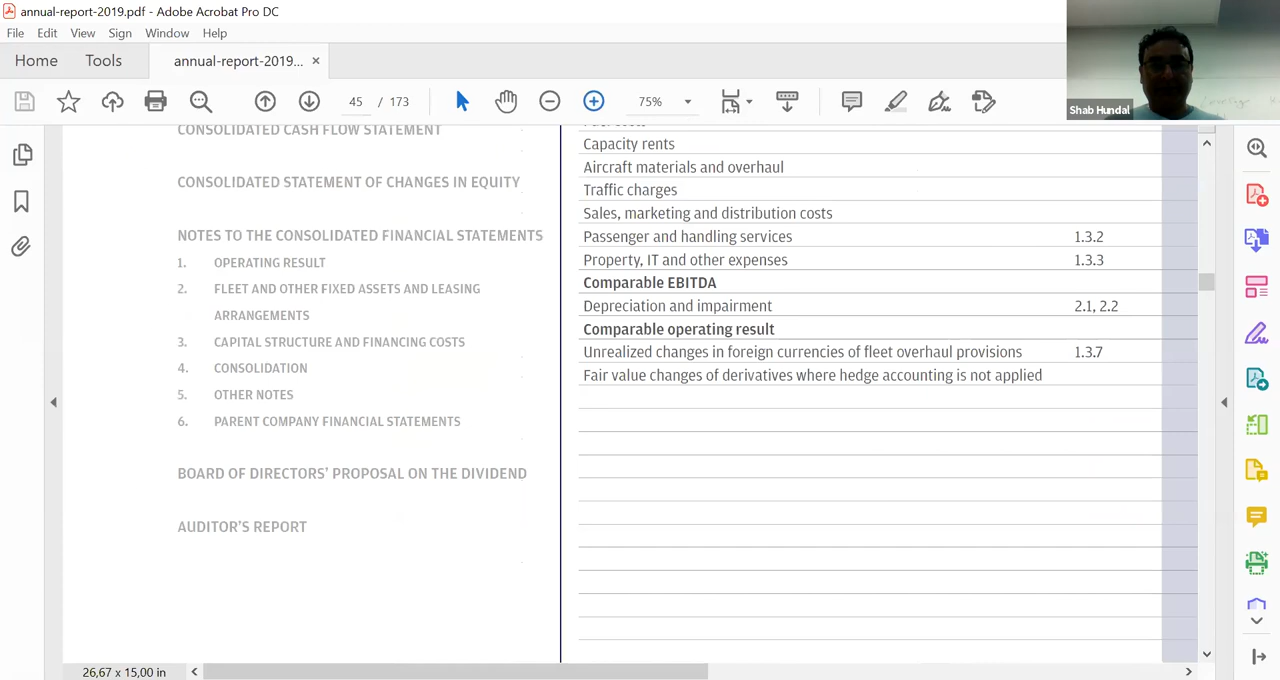 annual-report-2019.pdf - Adobe Acrobat Pro DC
File Edit View Sign Window Help
Home Tools annual-report-2019... ×
45 / 173 75%
Shab Hundal
CONSOLIDATED CASH FLOW STATEMENT
CONSOLIDATED STATEMENT OF CHANGES IN EQUITY
NOTES TO THE CONSOLIDATED FINANCIAL STATEMENTS
1. OPERATING RESULT
2. FLEET AND OTHER FIXED ASSETS AND LEASING
ARRANGEMENTS
3. CAPITAL STRUCTURE AND FINANCING COSTS
4. CONSOLIDATION
5. OTHER NOTES
6. PARENT COMPANY FINANCIAL STATEMENTS
BOARD OF DIRECTORS' PROPOSAL ON THE DIVIDEND
AUDITOR'S REPORT
Capacity rents
Aircraft materials and overhaul
Traffic charges
Sales, marketing and distribution costs
Passenger and handling services 1.3.2
Property, IT and other expenses 1.3.3
Comparable EBITDA
Depreciation and impairment 2.1, 2.2
Comparable operating result
Unrealized changes in foreign currencies of fleet overhaul provisions 1.3.7
Fair value changes of derivatives where hedge accounting is not applied
26,67 x 15,00 in